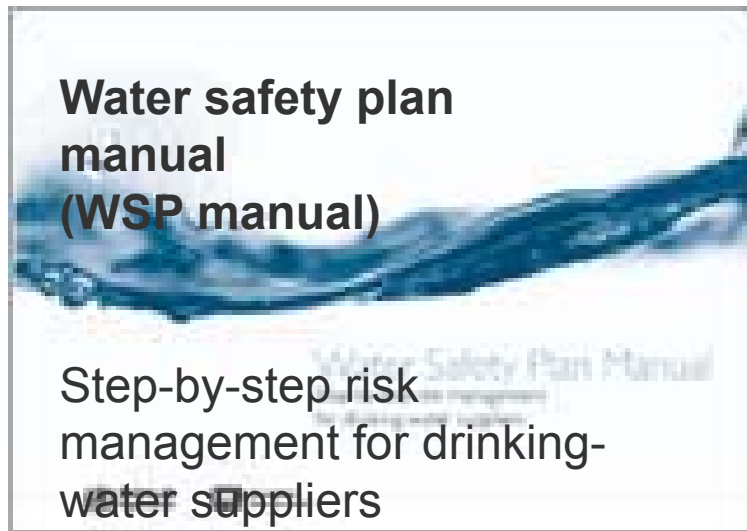 Water safety plan
manual
(WSP manual)
Water Safety Plan Manual
Step-by-step risk
management for drinking-
water suppliers